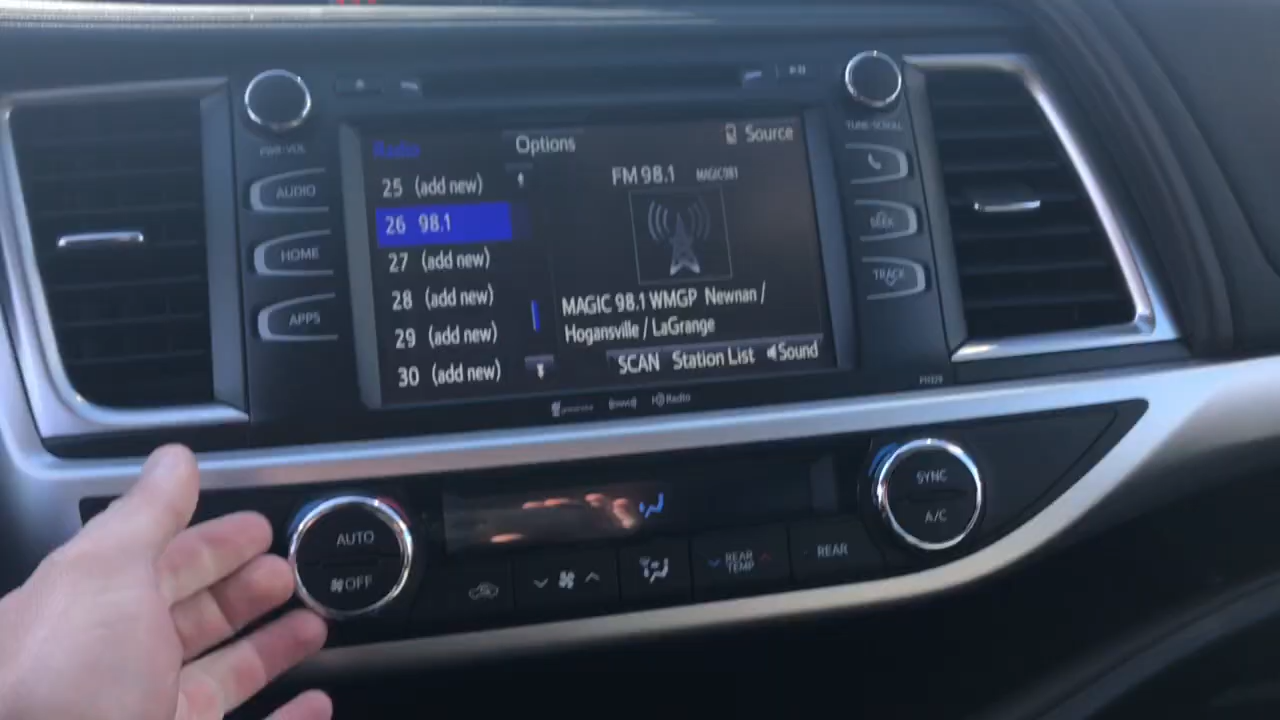 PWR•VOL
AUDIO
HOME
APPS
Radio
Options
Source
25 (add new)
26 98.1
27 (add new)
28 (add new)
29 (add new)
30 (add new)
FM 98.1 MAGIC981
MAGIC 98.1 WMGP Newnan /
Hogansville / LaGrange
SCAN Station List Sound
HD Radio
TUNE•SCROLL
SEEK
TRACK
AUTO
OFF
REAR
TEMP
REAR
SYNC
A/C